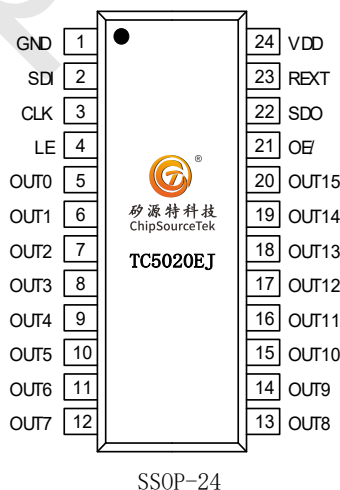 GND 1 24 VDD
SDI 2 23 REXT
CLK 3 22 SDO
LE 4 21 OE/
OUT0 5 20 OUT15
OUT1 6 19 OUT14
OUT2 7 18 OUT13
OUT3 8 17 OUT12
OUT4 9 16 OUT11
OUT5 10 15 OUT10
OUT6 11 14 OUT9
OUT7 12 13 OUT8
®
矽源特科技
ChipSourceTek
TC5020EJ
SSOP-24